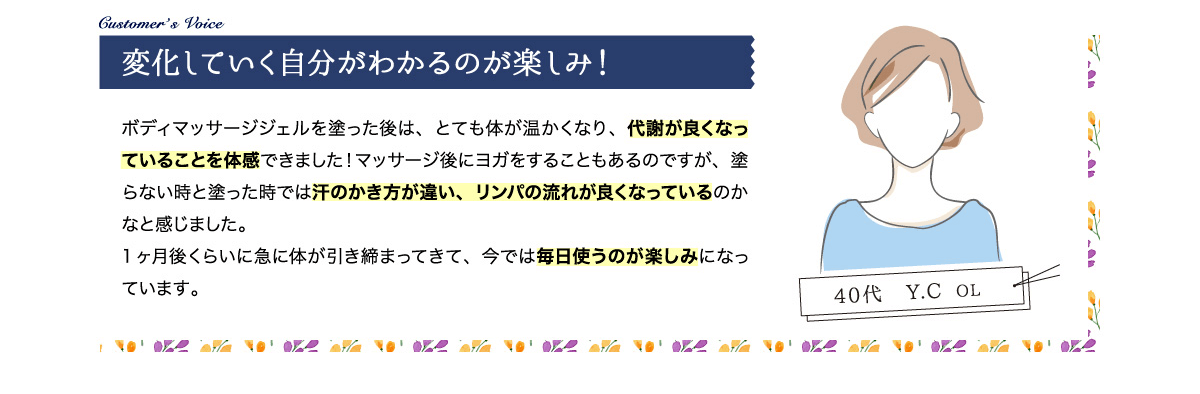 Customer's Voice
変化していく自分がわかるのが楽しみ！
ボディマッサージジェルを塗った後は、とても体が温かくなり、代謝が良くなっ
ていることを体感できました！マッサージ後にヨガをすることもあるのですが、塗
らない時と塗った時では汗のかき方が違い、リンパの流れが良くなっているのか
なと感じました。
1ヶ月後くらいに急に体が引き締まってきて、今では毎日使うのが楽しみになっ
ています。
40代 Y.C OL